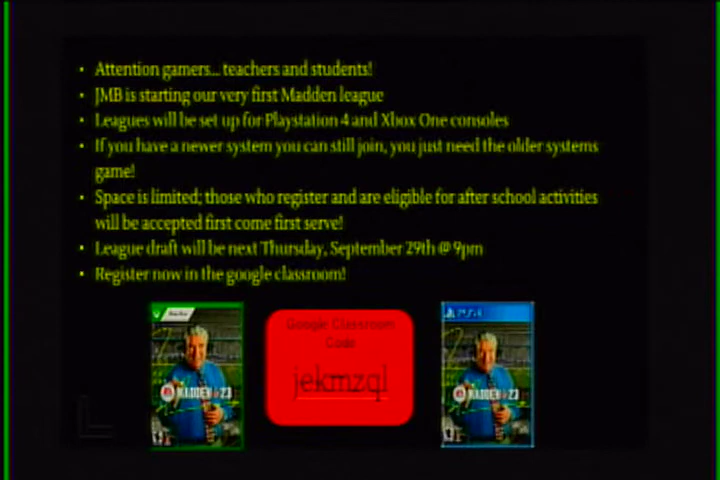 • Attention gamers... teachers and students!
• JMB is starting our very first Madden league
• Leagues will be set up for Playstation 4 and Xbox One consoles
• If you have a newer system you can still join, you just need the older systems
game!
• Space is limited; those who register and are eligible for after school activities
will be accepted first come first serve!
• League draft will be next Thursday, September 29th @ 9pm
• Register now in the google classroom!
Google Classroom
Code
jekmzql
PS4
MADDEN 23
MADDEN 23